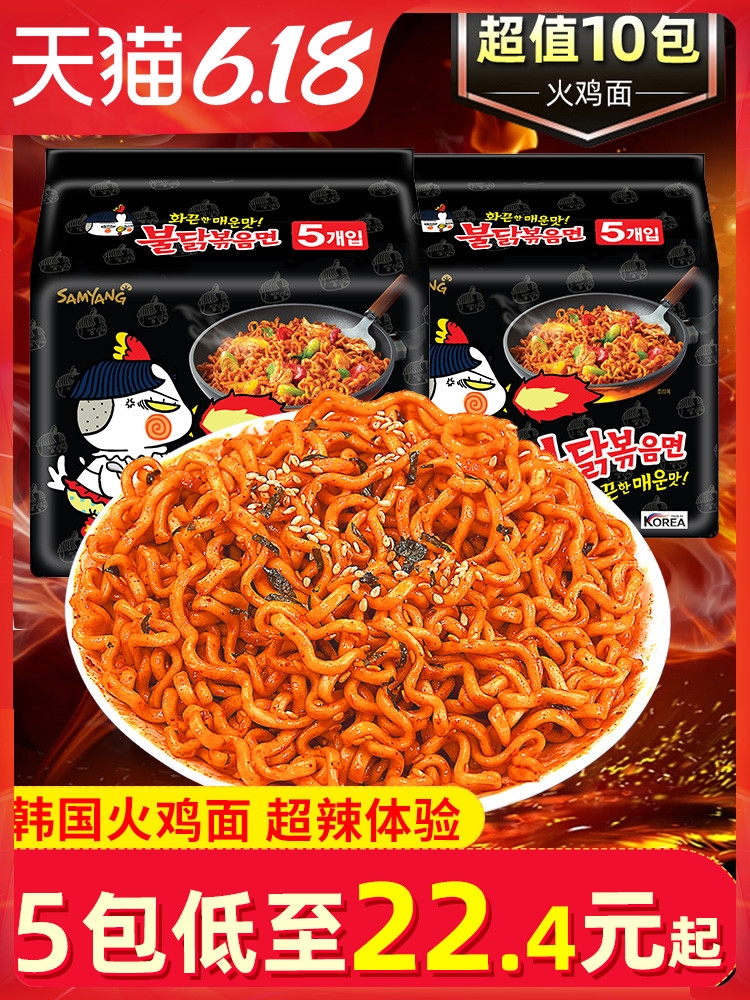 天猫6.18
超值10包
火鸡面
화끈한 매운맛!
불닭볶음면 5개입
SAMYANG
화끈한 매운맛!
불닭볶음면 5개입
NG
닭볶음면
끈한 매운맛!
KOREA
韩国火鸡面 超辣体验
5包低至22.4元起